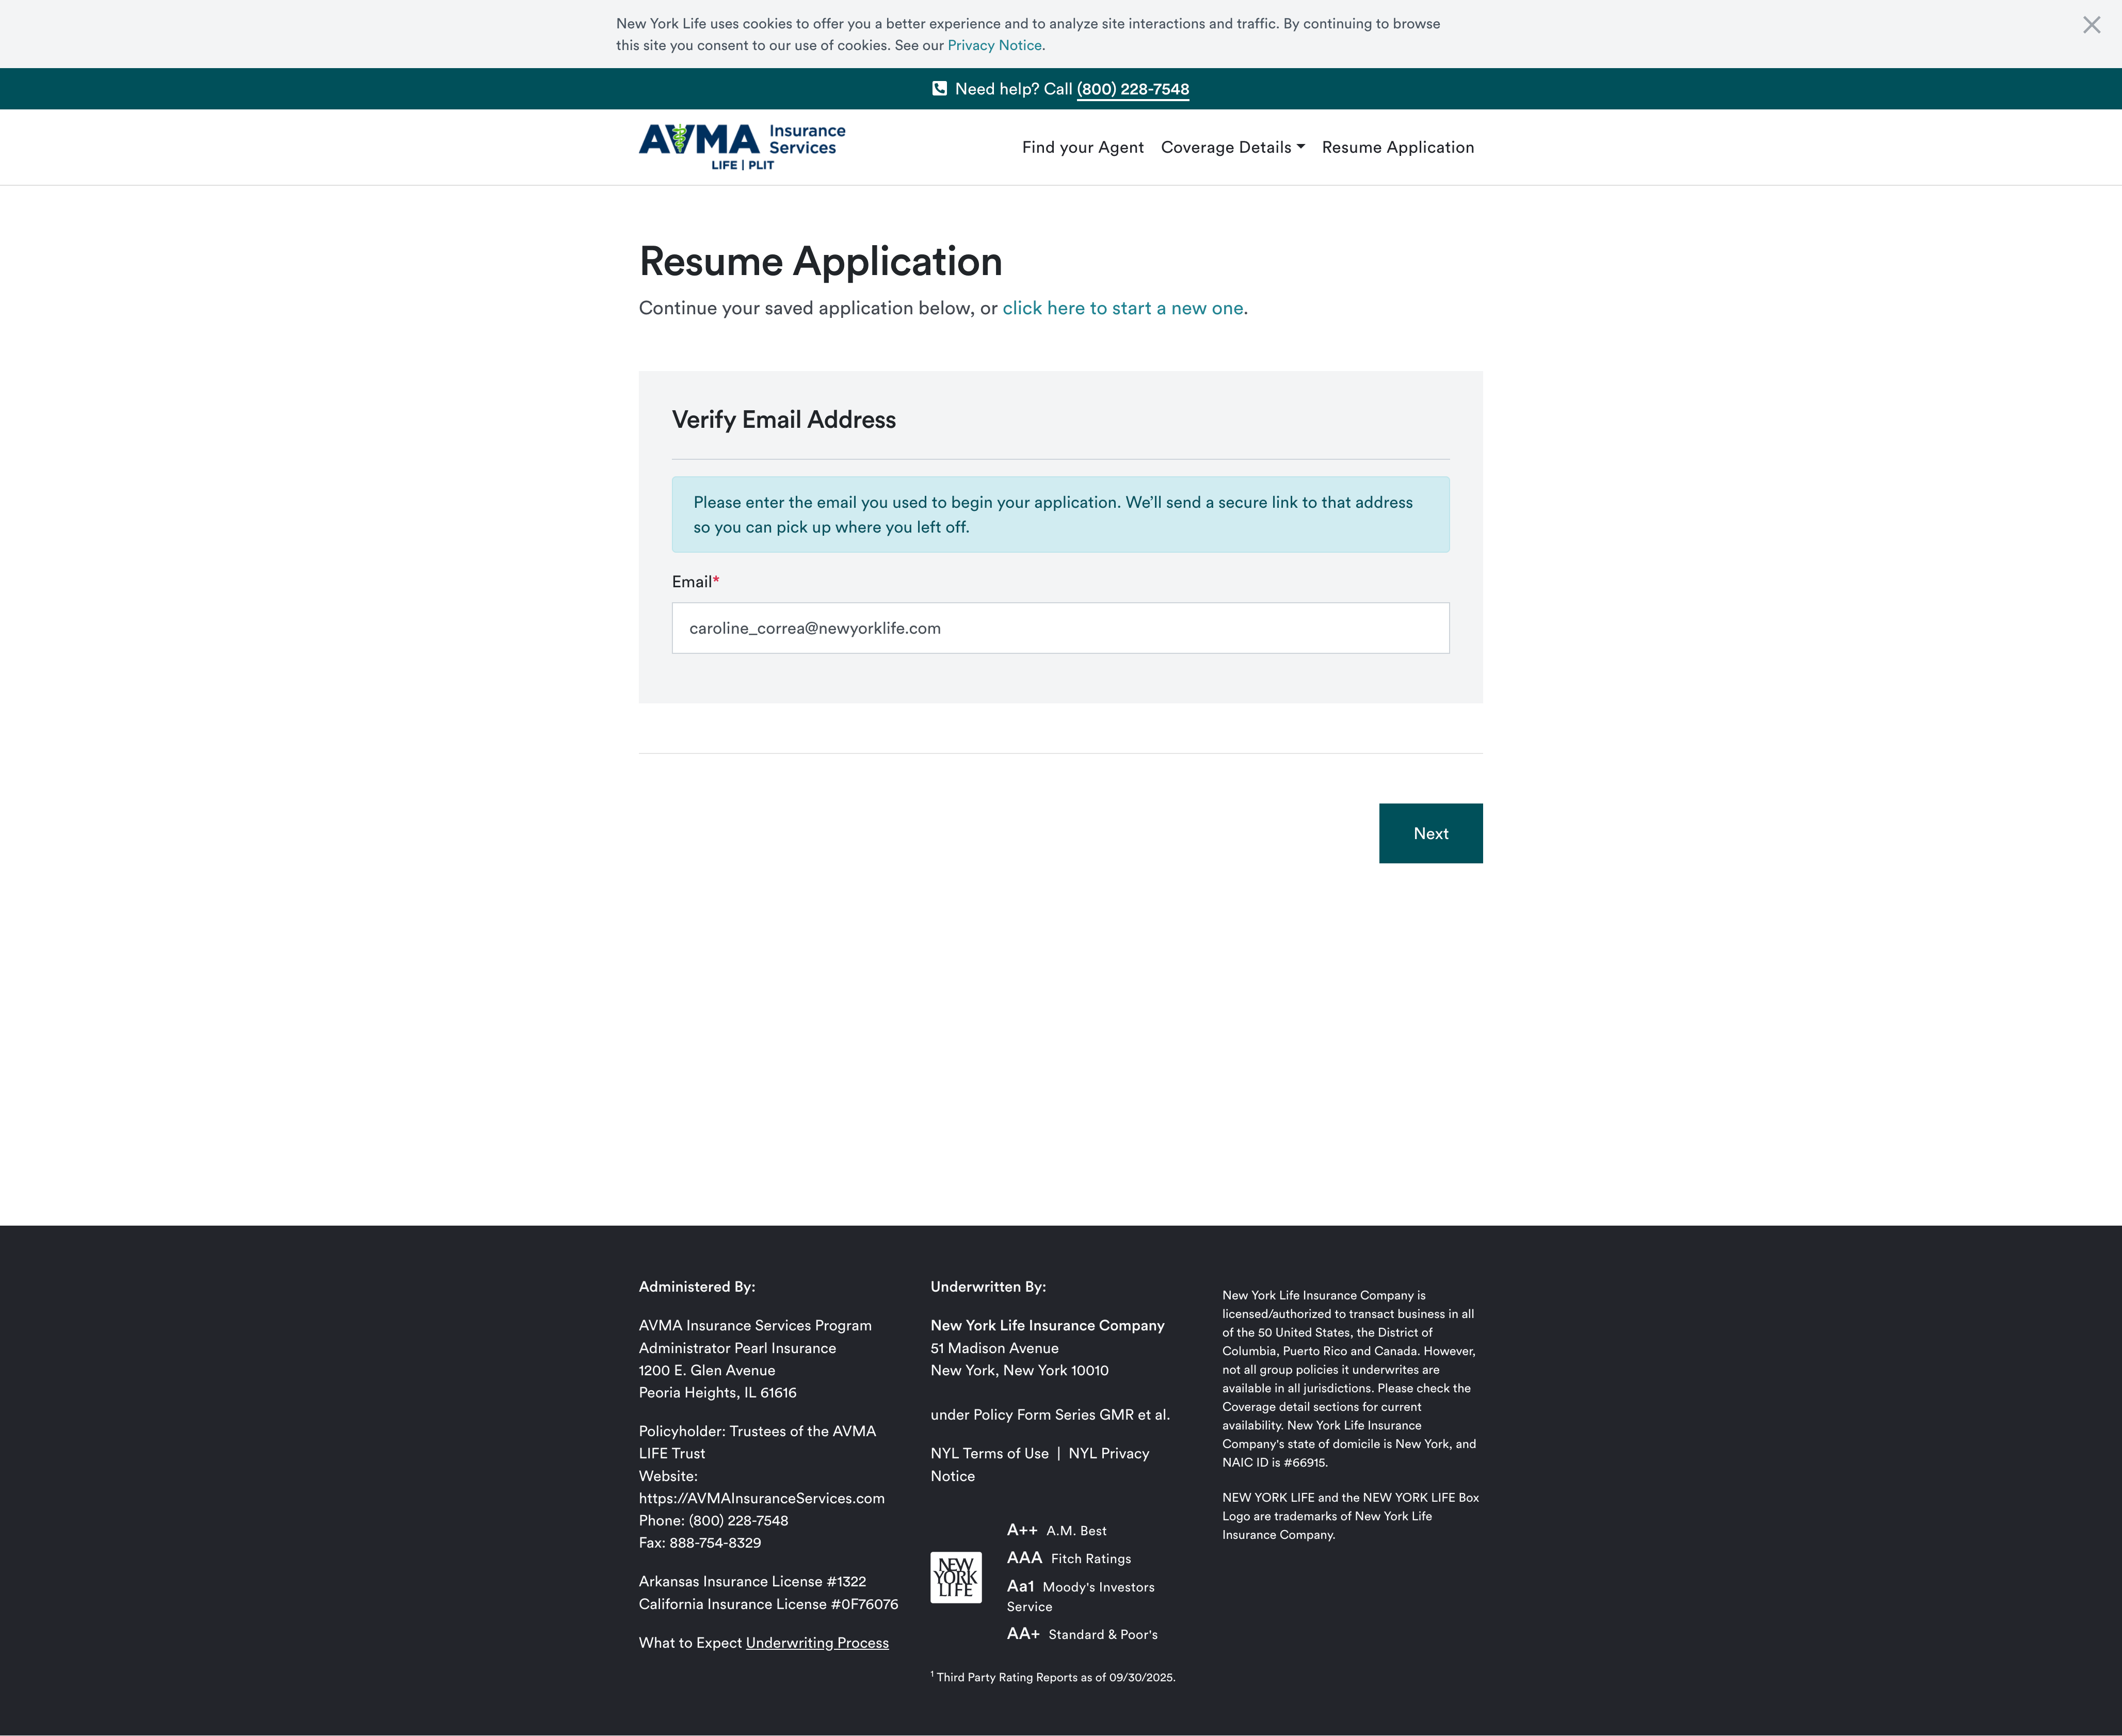 New York Life uses cookies to offer you a better experience and to analyze site interactions and traffic. By continuing to browse
this site you consent to our use of cookies. See our Privacy Notice.
Need help? Call (800) 228-7548
AVMA Insurance
Services
LIFE | PLIT
Find your Agent
Coverage Details
Resume Application
Resume Application
Continue your saved application below, or click here to start a new one.
Verify Email Address
Please enter the email you used to begin your application. We’ll send a secure link to that address
so you can pick up where you left off.
Email*
caroline_correa@newyorklife.com
Next
Administered By:
AVMA Insurance Services Program
Administrator Pearl Insurance
1200 E. Glen Avenue
Peoria Heights, IL 61616
Policyholder: Trustees of the AVMA
LIFE Trust
Website:
https://AVMAInsuranceServices.com
Phone: (800) 228-7548
Fax: 888-754-8329
Arkansas Insurance License #1322
California Insurance License #0F76076
What to Expect Underwriting Process
Underwritten By:
New York Life Insurance Company
51 Madison Avenue
New York, New York 10010
under Policy Form Series GMR et al.
NYL Terms of Use | NYL Privacy
Notice
NEW
YORK
LIFE
A++ A.M. Best
AAA Fitch Ratings
Aa1 Moody's Investors
Service
AA+ Standard & Poor's
1 Third Party Rating Reports as of 09/30/2025.
New York Life Insurance Company is
licensed/authorized to transact business in all
of the 50 United States, the District of
Columbia, Puerto Rico and Canada. However,
not all group policies it underwrites are
available in all jurisdictions. Please check the
Coverage detail sections for current
availability. New York Life Insurance
Company's state of domicile is New York, and
NAIC ID is #66915.
NEW YORK LIFE and the NEW YORK LIFE Box
Logo are trademarks of New York Life
Insurance Company.